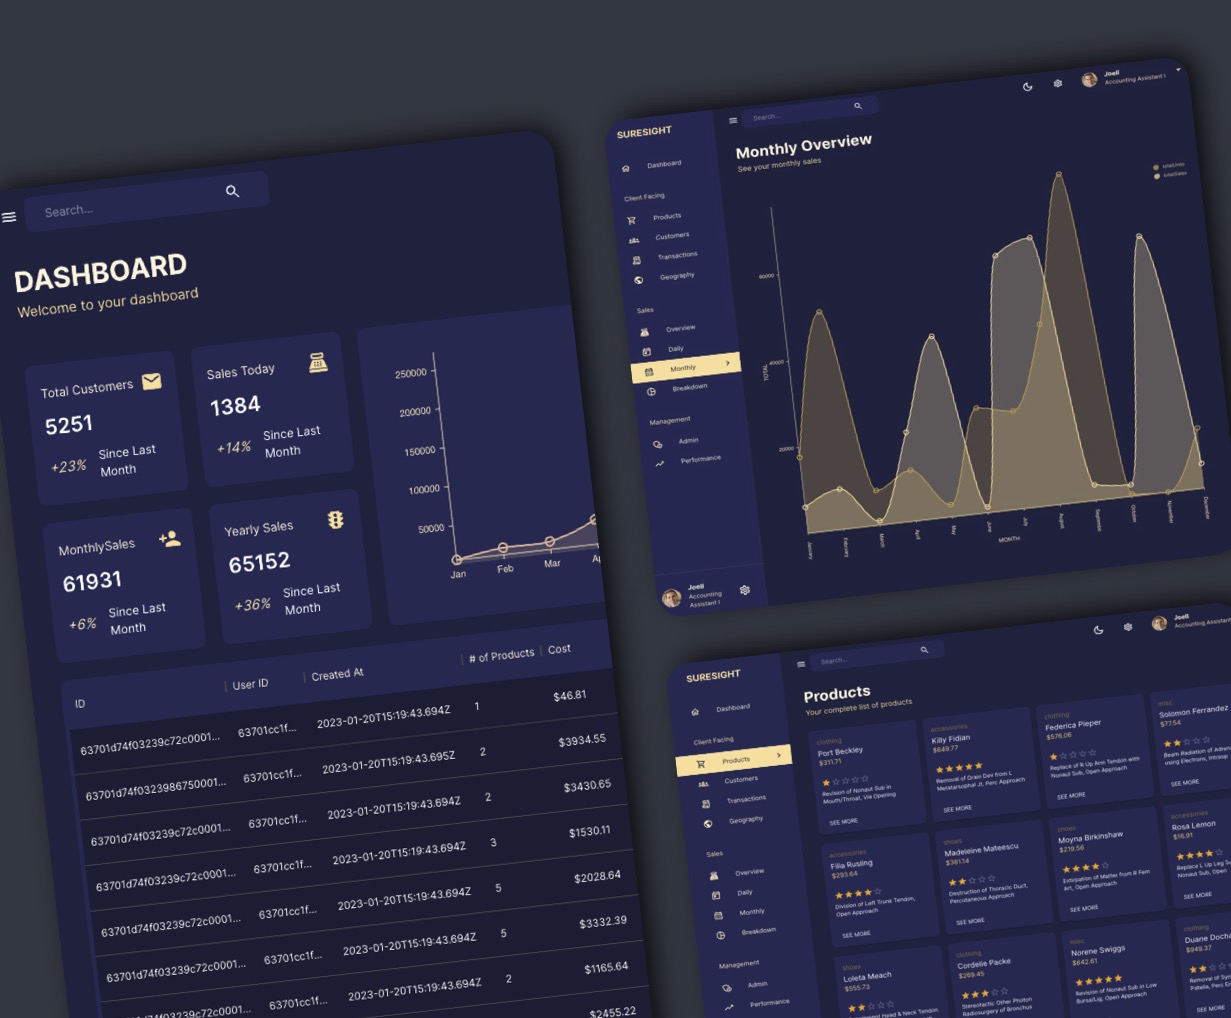 Search...
DASHBOARD
Welcome to your dashboard
Total Customers
5251
+23% Since Last
Month
Sales Today
1384
+14% Since Last
Month
MonthlySales
61931
+6% Since Last
Month
Yearly Sales
65152
+36% Since Last
Month
250000
200000
150000
100000
50000
Jan Feb Mar
ID User ID Created At # of Products Cost
63701d74f03239c72c0001... 63701cc1f... 2023-01-20T15:19:43.694Z 1 $46.81
63701d74f0323986750001... 63701cc1f... 2023-01-20T15:19:43.695Z 2 $3934.55
63701d74f03239c72c0001... 63701cc1f... 2023-01-20T15:19:43.694Z 2 $3430.65
63701d74f03239c72c0001... 63701cc1f... 2023-01-20T15:19:43.694Z 3 $1530.11
63701d74f03239c72c0001... 63701cc1f... 2023-01-20T15:19:43.694Z 5 $2028.64
63701d74f03239c72c0001... 63701cc1f... 2023-01-20T15:19:43.694Z 5 $3332.39
63701cc1f... 2023-01-20T15:19:43.694Z 2 $1165.64
$2455.22
SURESIGHT
Dashboard
Client Facing
Products
Customers
Transactions
Geography
Sales
Overview
Daily
Monthly
Breakdown
Management
Admin
Performance
Joell
Accounting
Assistant I
Search...
Joell
Accounting Assistant I
Monthly Overview
See your monthly sales
totalUnits
totalSales
60000
40000
20000
January February March April May June July August September October November December
MONTH
SURESIGHT
Dashboard
Client Facing
Products
Customers
Transactions
Geography
Sales
Overview
Daily
Monthly
Breakdown
Management
Admin
Performance
Search...
Joell
Accounting Assistant
Products
Your complete list of products
clothing
Port Beckley
$311.71
Revision of Nonaut Sub in
Mouth/Throat, Via Opening
SEE MORE
accessories
Killy Fidian
$649.77
Removal of Drain Dev from L
Metatarsophal Jt, Perc Approach
SEE MORE
clothing
Federica Pieper
$576.06
Replace of R Up Arm Tendon with
Nonaut Sub, Open Approach
SEE MORE
misc
Solomon Fernandez
$77.54
Beam Radiation of Adrenal
using Electrons, Intraop
SEE MORE
accessories
Filia Rusling
$293.64
Division of Left Trunk Tendon,
Open Approach
SEE MORE
shoes
Madeleine Mateescu
$361.14
Destruction of Thoracic Duct,
Percutaneous Approach
SEE MORE
shoes
Moyna Birkinshaw
$219.56
Extirpation of Matter from R Fem
Art, Open Approach
SEE MORE
accessories
Rosa Lemon
$16.91
Replace L Up Leg
Nonaut Sub, Open
SEE MORE
shoes
Loleta Meach
$555.73
Head & Neck Tendon
clothing
Cordelie Packe
$269.45
Stereotactic Other Photon
Radiosurgery of Bronchus
misc
Norene Swiggs
$642.61
Revision of Nonaut Sub in Low
Bursa/Lig, Open Approach
SEE MORE
clothing
Duane
$949.37
Removal of
Patella, Perc
SEE MORE